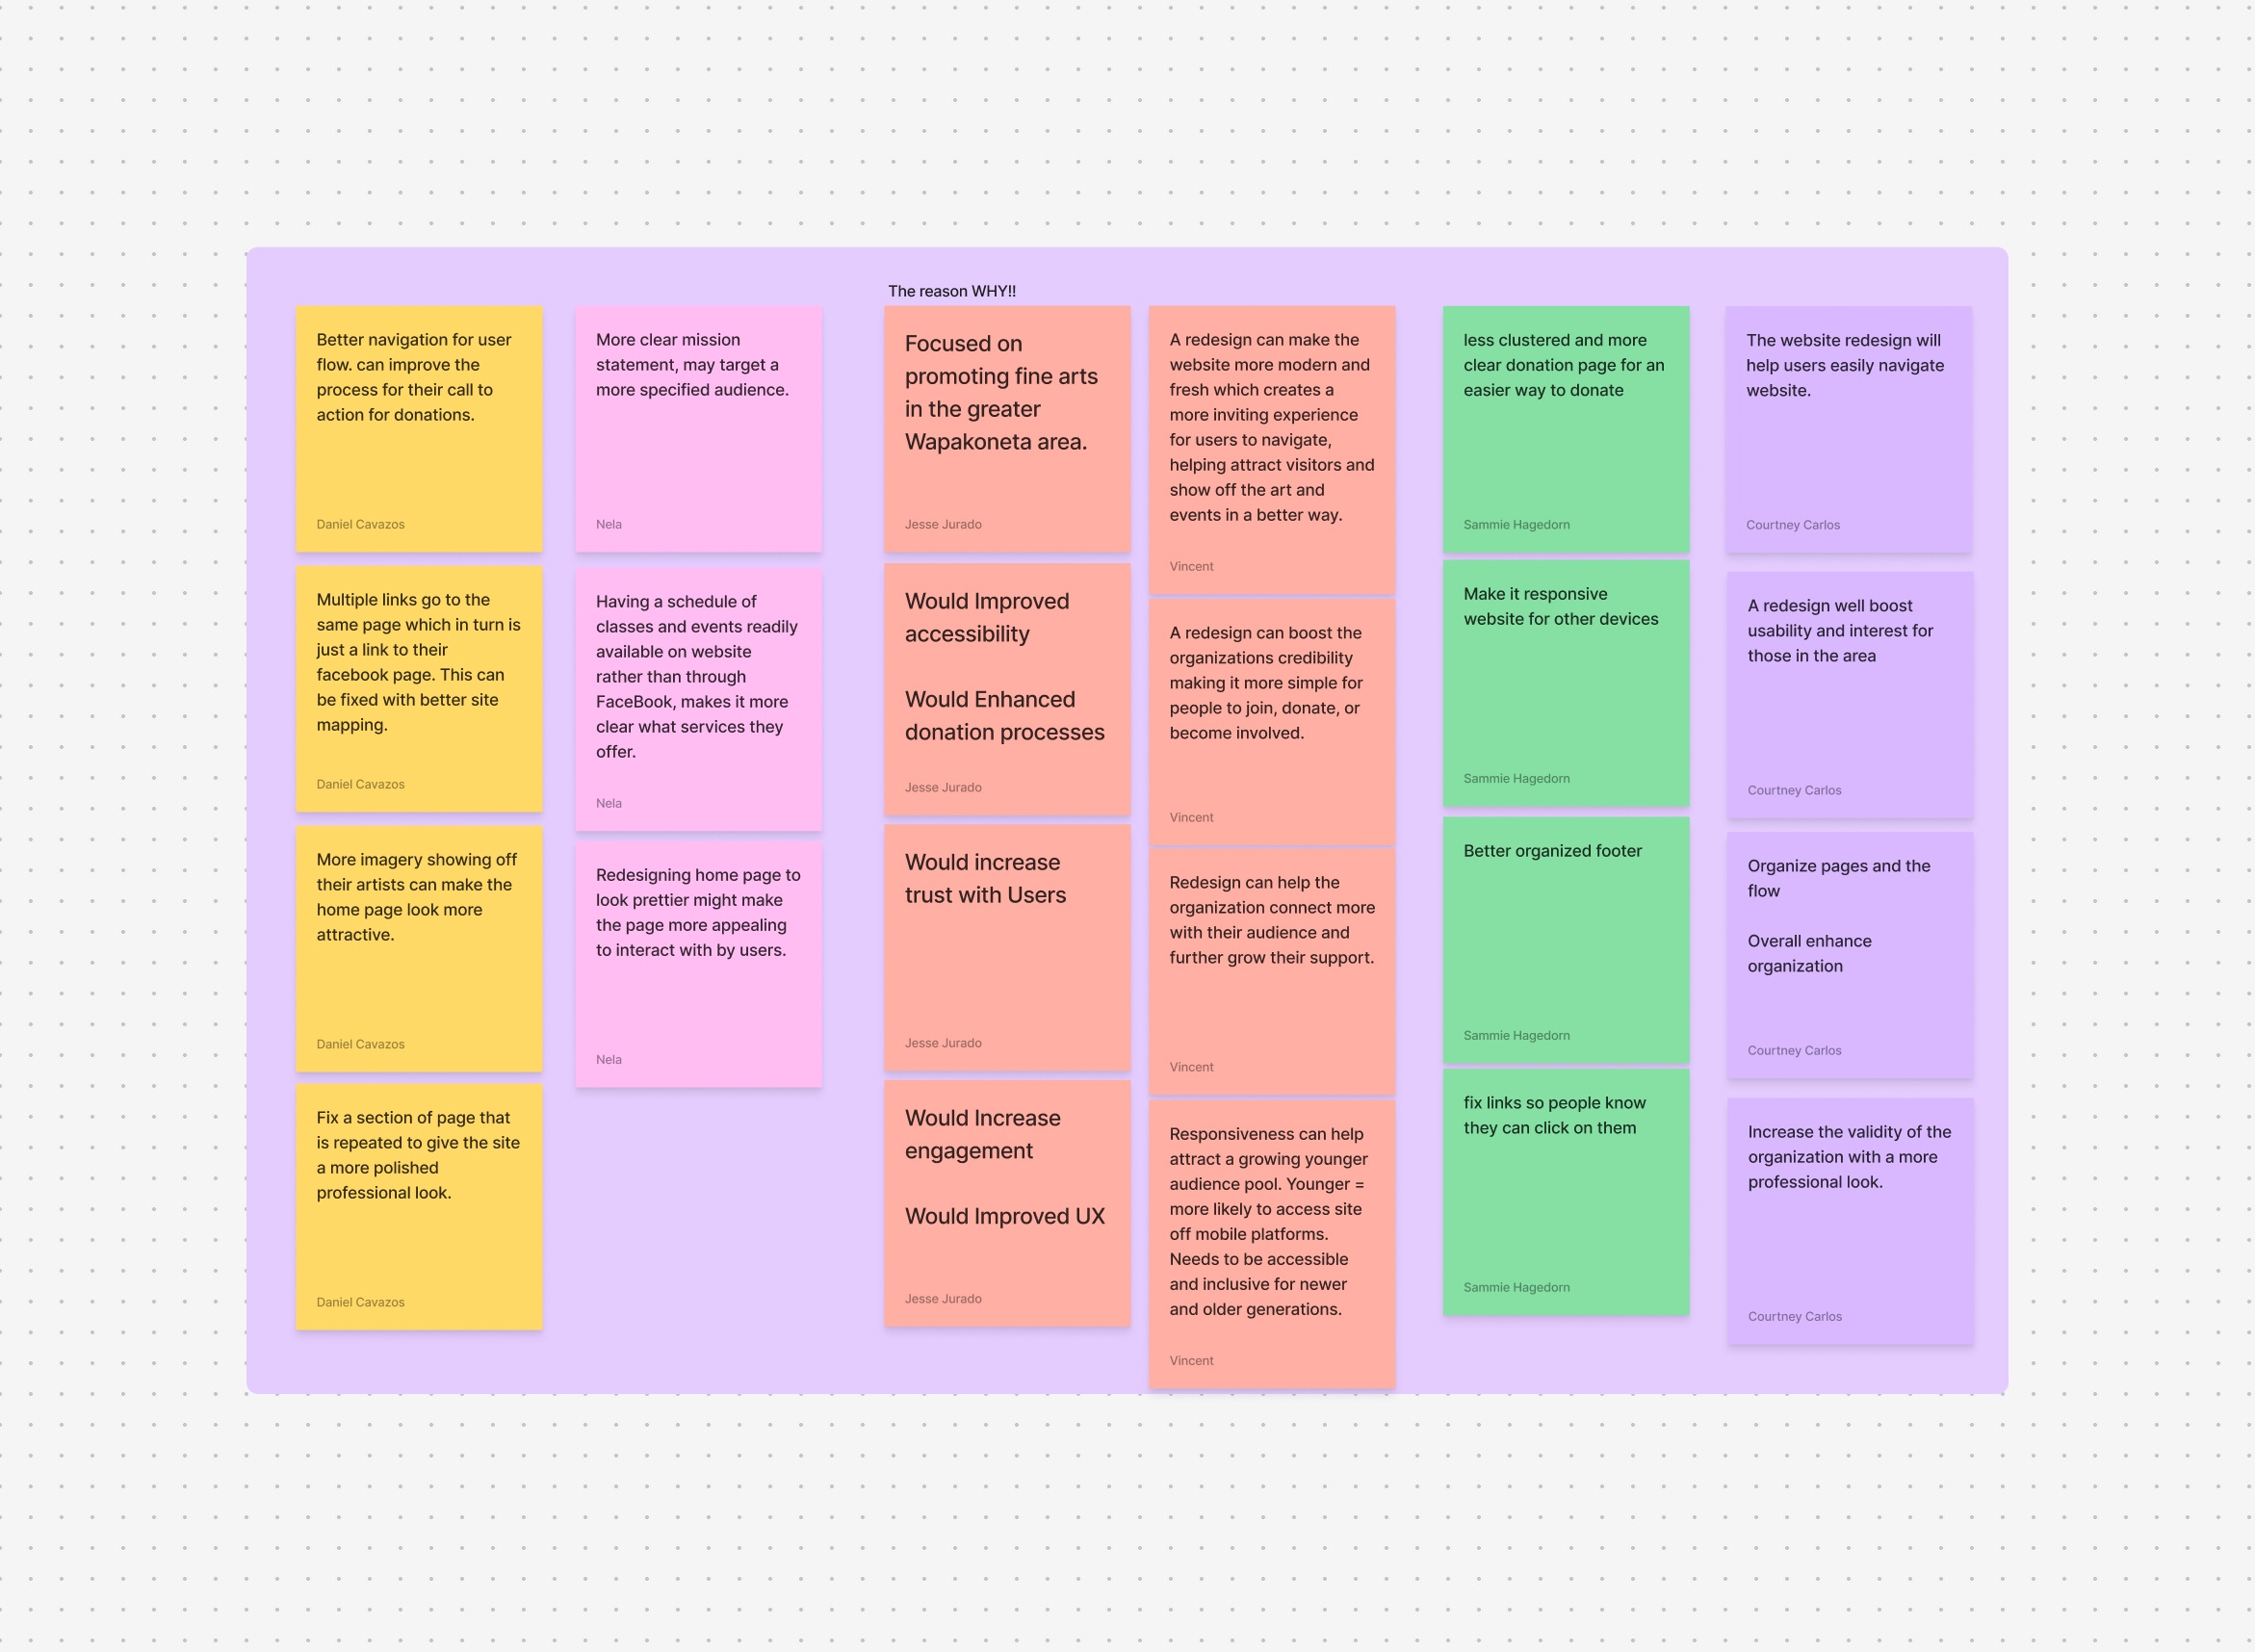 The reason WHY!!
Better navigation for user
flow. can improve the
process for their call to
action for donations.
Daniel Cavazos
Multiple links go to the
same page which in turn is
just a link to their
facebook page. This can
be fixed with better site
mapping.
Daniel Cavazos
More imagery showing off
their artists can make the
home page look more
attractive.
Daniel Cavazos
Fix a section of page that
is repeated to give the site
a more polished
professional look.
Daniel Cavazos
More clear mission
statement, may target a
more specified audience.
Nela
Having a schedule of
classes and events readily
available on website
rather than through
FaceBook, makes it more
clear what services they
offer.
Nela
Redesigning home page to
look prettier might make
the page more appealing
to interact with by users.
Nela
Focused on
promoting fine arts
in the greater
Wapakoneta area.
Jesse Jurado
Would Improved
accessibility
Would Enhanced
donation processes
Jesse Jurado
Would increase
trust with Users
Jesse Jurado
Would Increase
engagement
Would Improved UX
Jesse Jurado
A redesign can make the
website more modern and
fresh which creates a
more inviting experience
for users to navigate,
helping attract visitors and
show off the art and
events in a better way.
Vincent
A redesign can boost the
organizations credibility
making it more simple for
people to join, donate, or
become involved.
Vincent
Redesign can help the
organization connect more
with their audience and
further grow their support.
Vincent
Responsiveness can help
attract a growing younger
audience pool. Younger =
more likely to access site
off mobile platforms.
Needs to be accessible
and inclusive for newer
and older generations.
Vincent
less clustered and more
clear donation page for an
easier way to donate
Sammie Hagedorn
Make it responsive
website for other devices
Sammie Hagedorn
Better organized footer
Sammie Hagedorn
fix links so people know
they can click on them
Sammie Hagedorn
The website redesign will
help users easily navigate
website.
Courtney Carlos
A redesign well boost
usability and interest for
those in the area
Courtney Carlos
Organize pages and the
flow
Overall enhance
organization
Courtney Carlos
Increase the validity of the
organization with a more
professional look.
Courtney Carlos